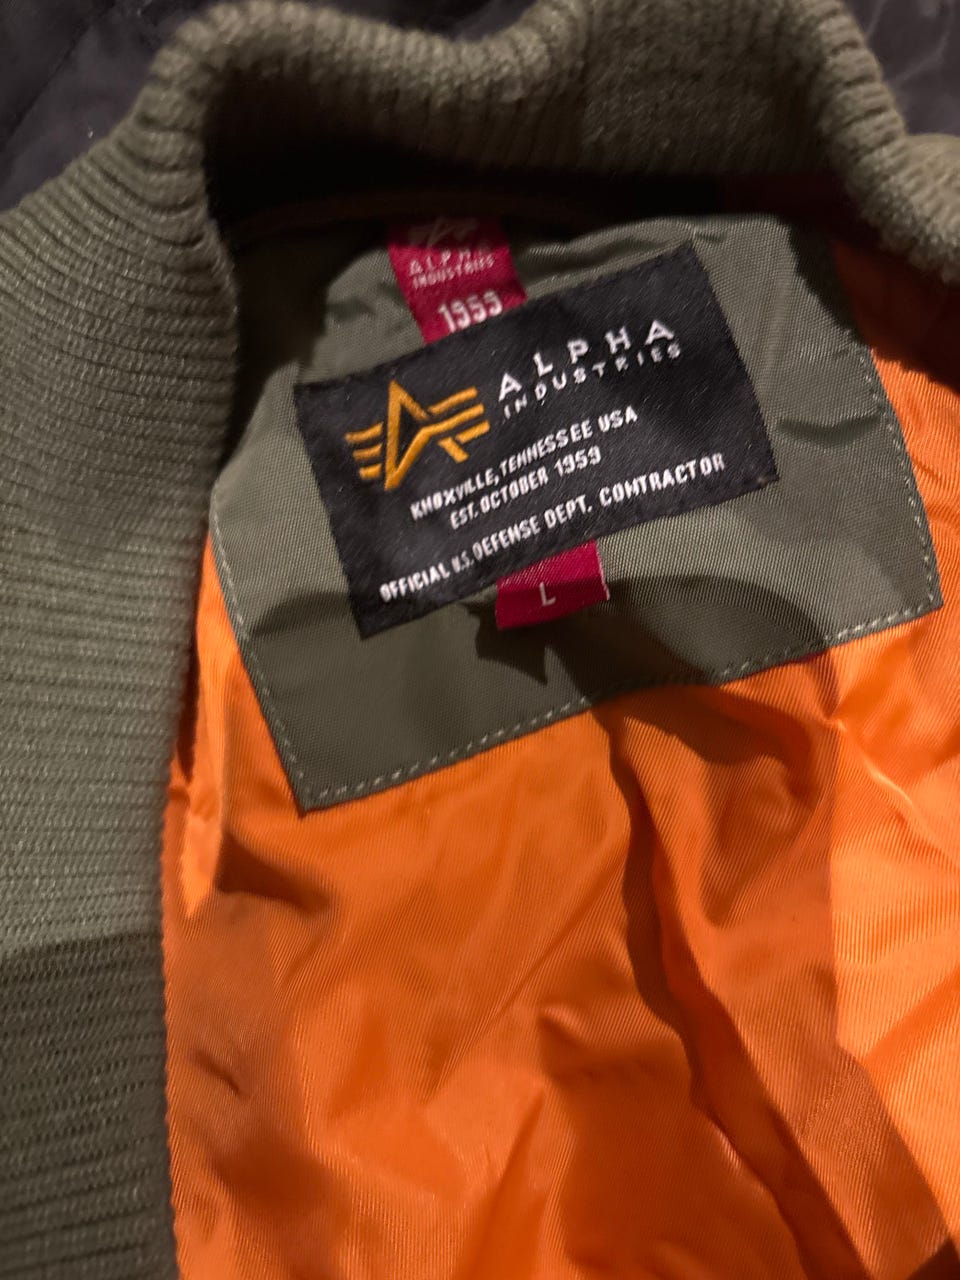 ALPHA
INDUSTRIES
1959
ALPHA
INDUSTRIES
KNOXVILLE, TENNESSEE USA
EST. OCTOBER 1959
OFFICIAL U.S. DEFENSE DEPT. CONTRACTOR
L